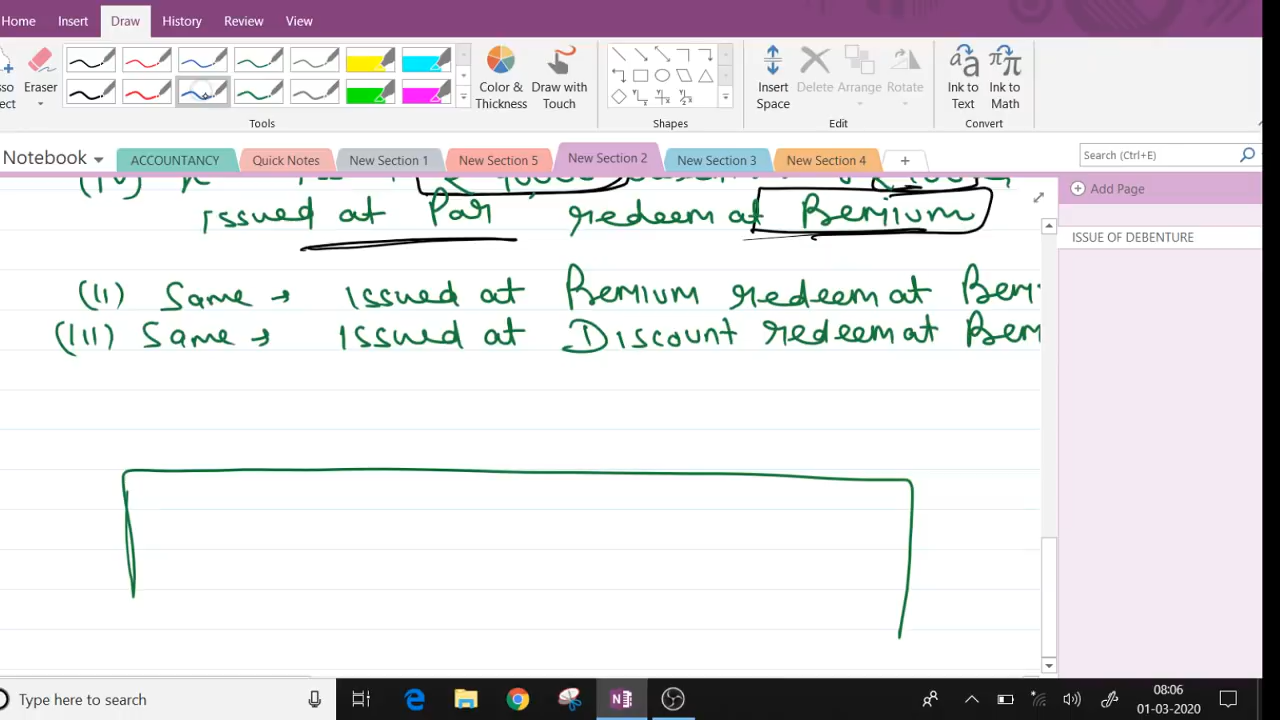 Home Insert Draw History Review View
Eraser
Color & Thickness
Draw with Touch
Insert Space
Delete Arrange Rotate
Ink to Text
Ink to Math
Tools Shapes Edit Convert
Notebook ACCOUNTANCY Quick Notes New Section 1 New Section 5 New Section 2 New Section 3 New Section 4 +
Search (Ctrl+E)
Add Page
ISSUE OF DEBENTURE
issued at Par redeem at Premium
(II) Same → issued at Premium redeem at
(III) Same → issued at Discount redeem at
Type here to search
08:06
01-03-2020